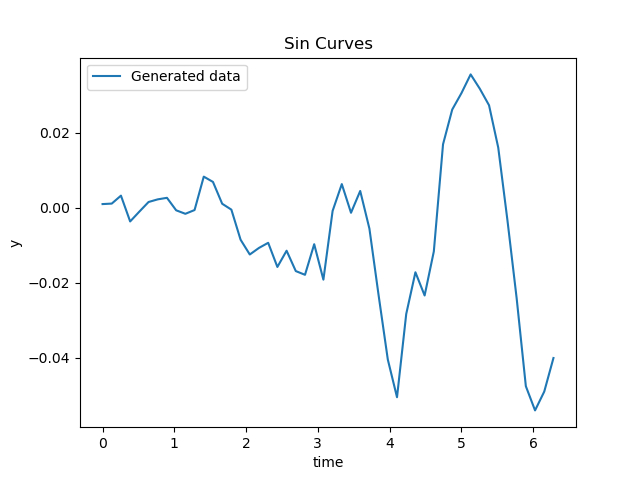 Sin Curves
Generated data
0.02
0.00
−0.02
−0.04
y
0 1 2 3 4 5 6
time